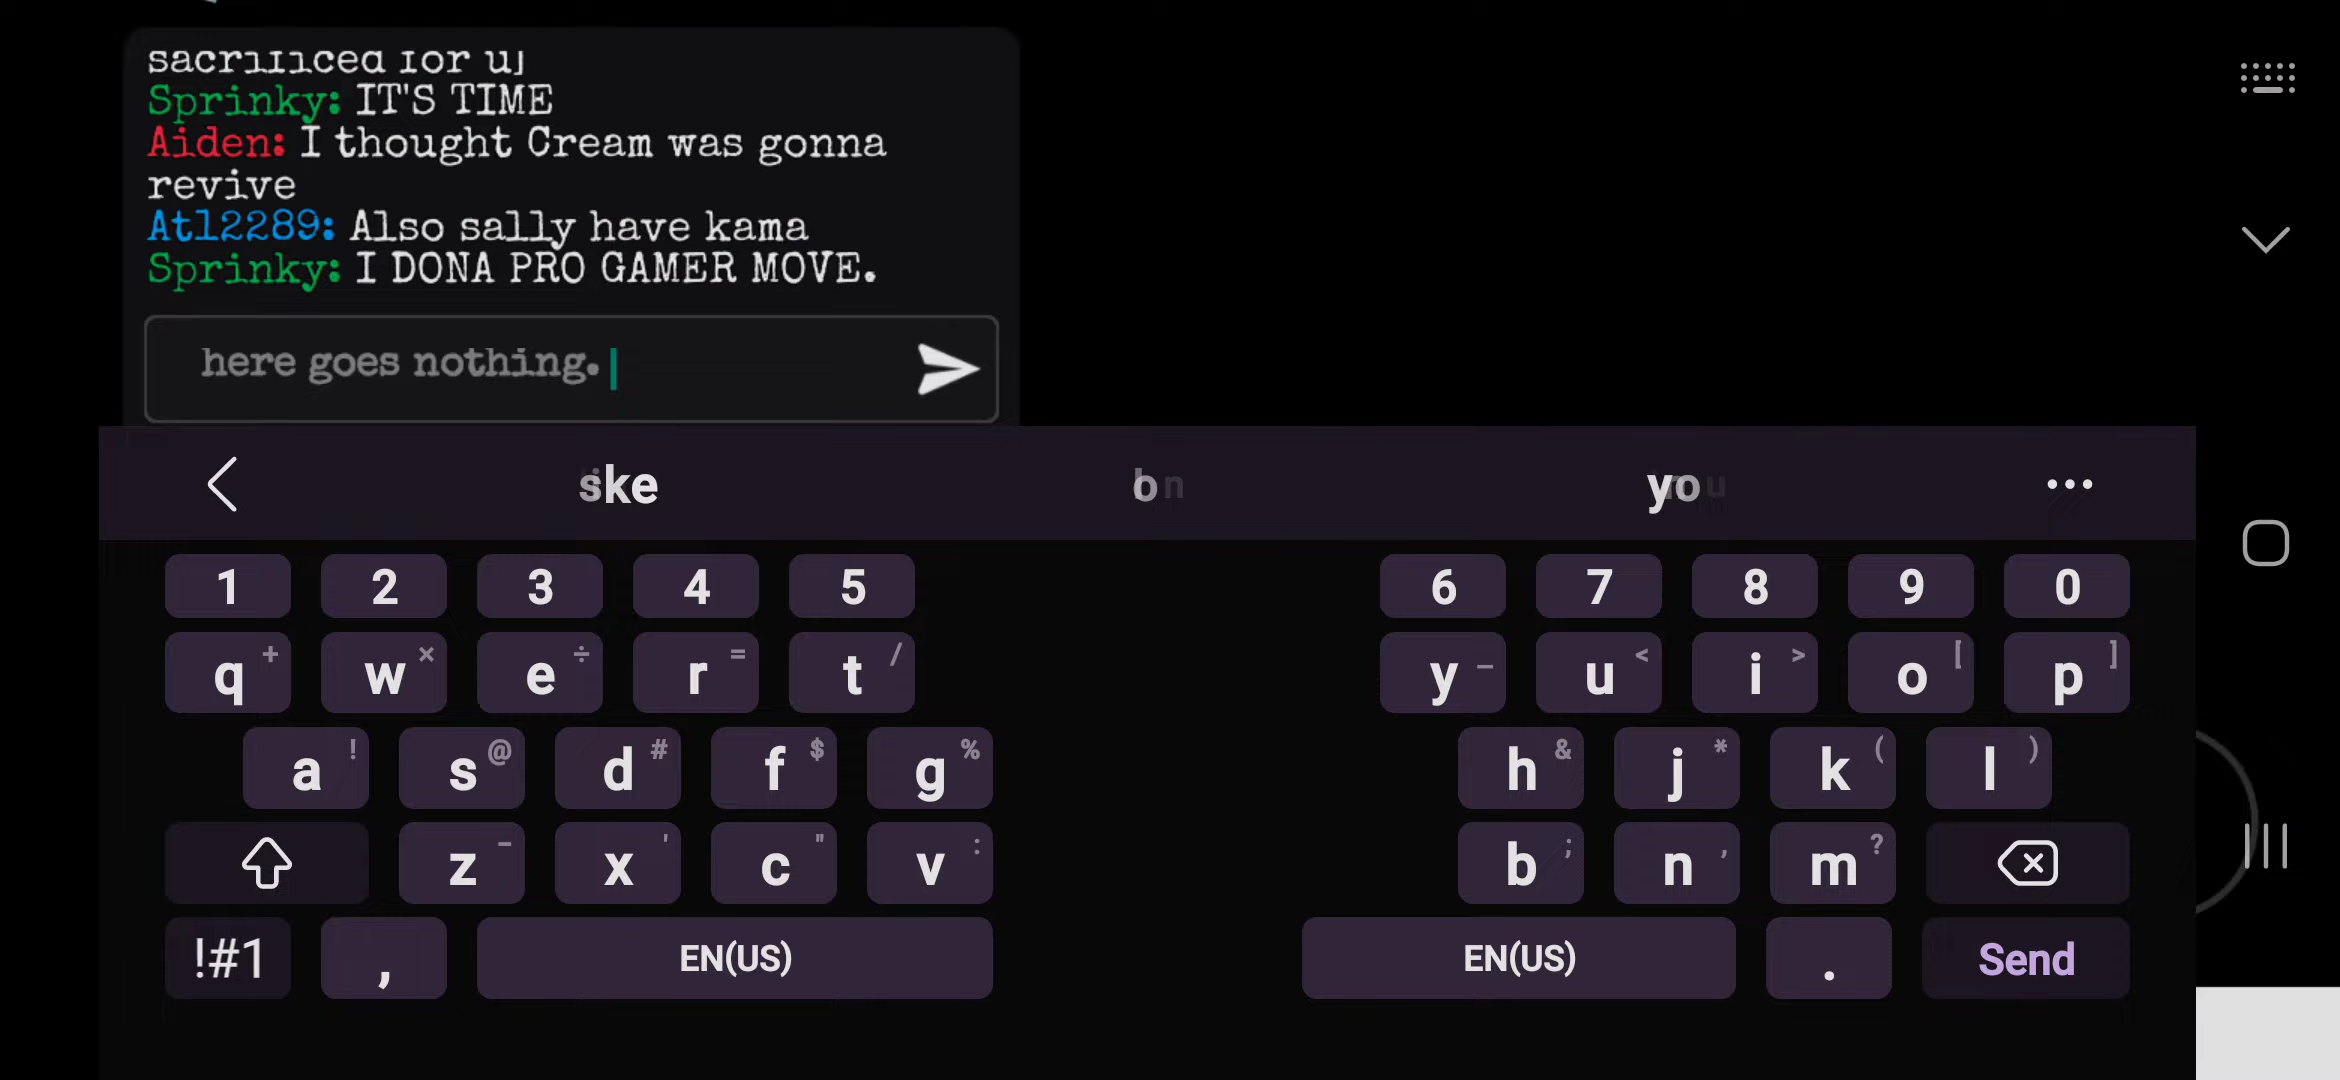 sacrificed for u
Sprinky: IT'S TIME
Aiden: I thought Cream was gonna
revive
Atl2289: Also sally have kama
Sprinky: I DONA PRO GAMER MOVE.
here goes nothing.
1 2 3 4 5 6 7 8 9 0
q + w × e ÷ r = t / y – u < i > o [ p ]
a ! s @ d # f $ g % h & j * k ( l )
z – x ' c " v : b ; n , m ?
!#1 , EN(US) EN(US) . Send